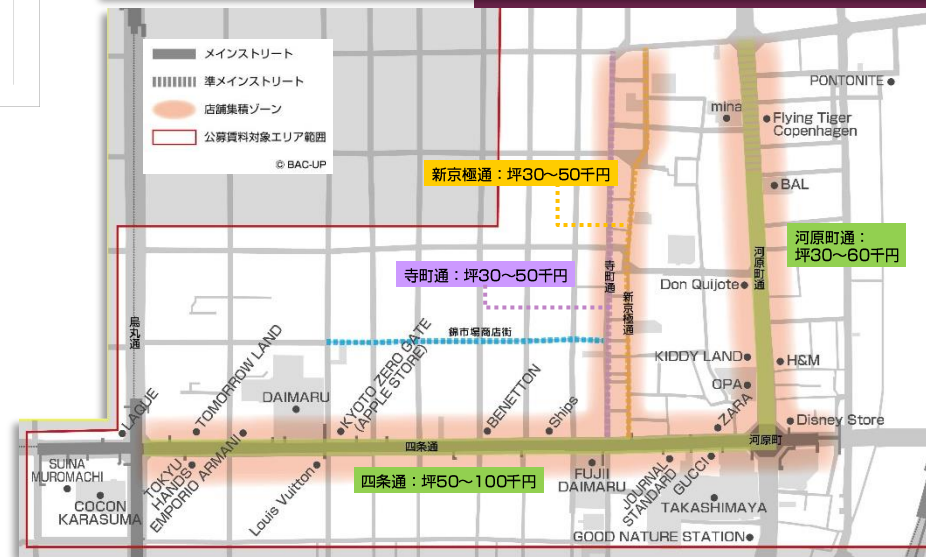 メインストリート
準メインストリート
店舗集積ゾーン
公募賃料対象エリア範囲
© BAC-UP
PONTONITE
mina
Flying Tiger
Copenhagen
新京極通：坪30～50千円
BAL
河原町通：
坪30～60千円
河原町通
寺町通：坪30～50千円
寺町通
新京極通
Don Quijote
烏丸通
錦市場商店街
KIDDY LAND
H&M
OPA
LAQUE
TOMORROW LAND
DAIMARU
KYOTO ZERO GATE
(APPLE STORE)
BENETTON
Ships
ZARA
Disney Store
四条通
河原町
SUINA
MUROMACHI
COCON
KARASUMA
TOKYU
HANDS
EMPORIO ARMANI
Louis Vuitton
四条通：坪50～100千円
FUJII
DAIMARU
JOURNAL
STANDARD
GUCCI
TAKASHIMAYA
GOOD NATURE STATION